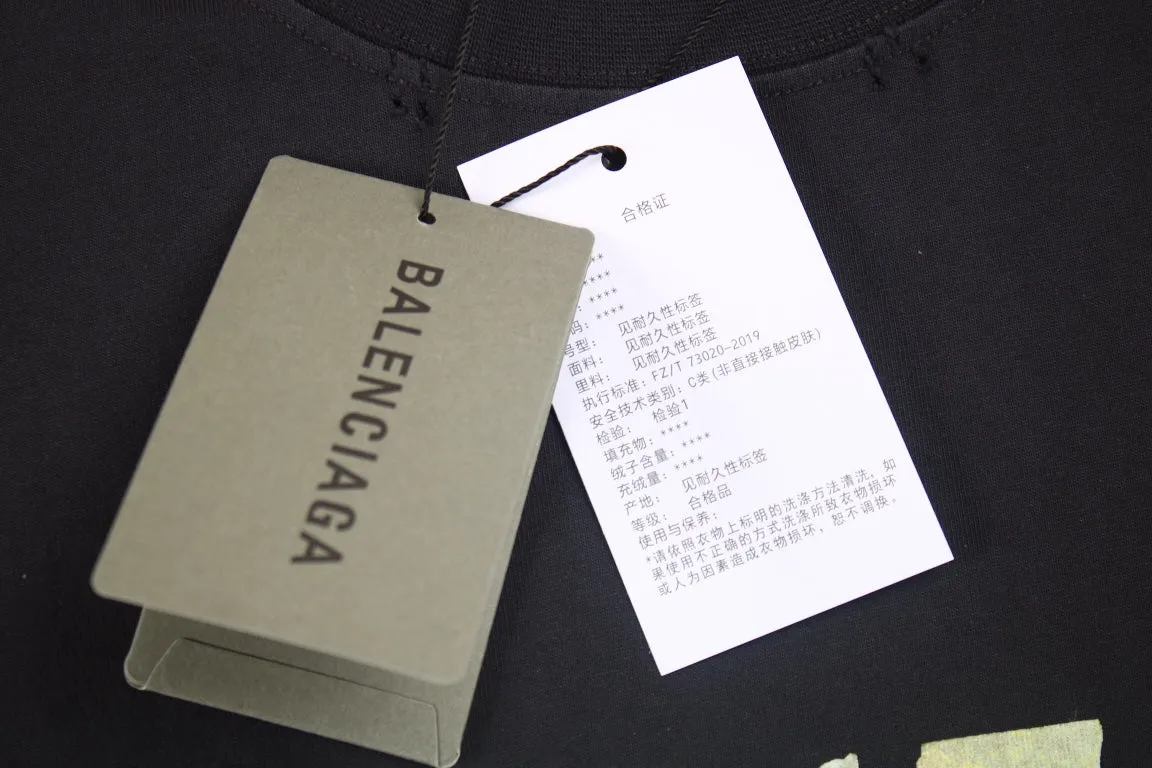 BALENCIAGA
合格证
**
****
: ****
码: ****
号型: 见耐久性标签
面料: 见耐久性标签
里料: 见耐久性标签
执行标准: FZ/T 73020-2019
安全技术类别: C类(非直接接触皮肤)
检验: 检验1
填充物: ****
绒子含量: ****
充绒量: ****
产地: 见耐久性标签
等级: 合格品
使用与保养:
*请依照衣物上标明的洗涤方法清洗, 如
果使用不正确的方式洗涤所致衣物损坏
或人为因素造成衣物损坏, 恕不调换。